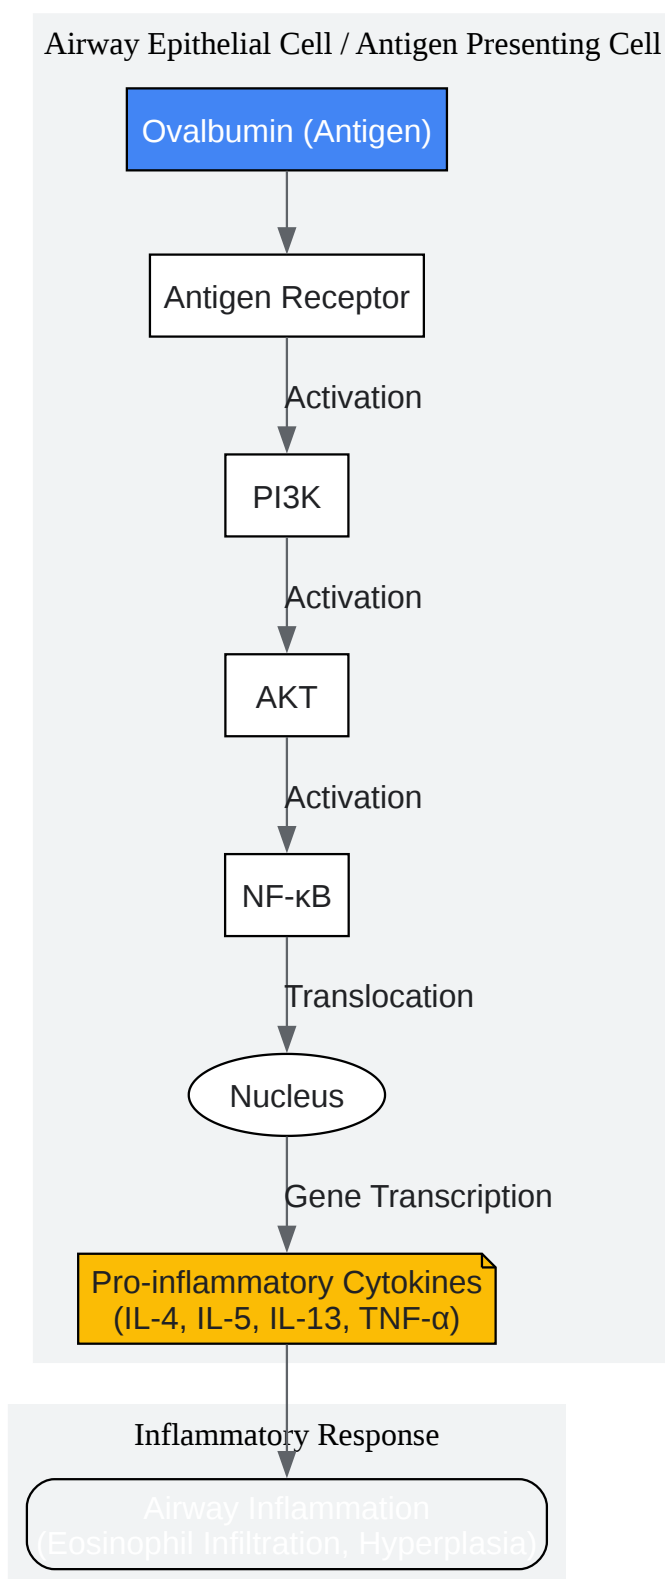 Airway Epithelial Cell / Antigen Presenting Cell
Ovalbumin (Antigen)
Antigen Receptor
Activation
PI3K
Activation
AKT
Activation
NF-κB
Translocation
Nucleus
Gene Transcription
Pro-inflammatory Cytokines
(IL-4, IL-5, IL-13, TNF-α)
Inflammatory Response
Airway Inflammation
(Eosinophil Infiltration, Hyperplasia)